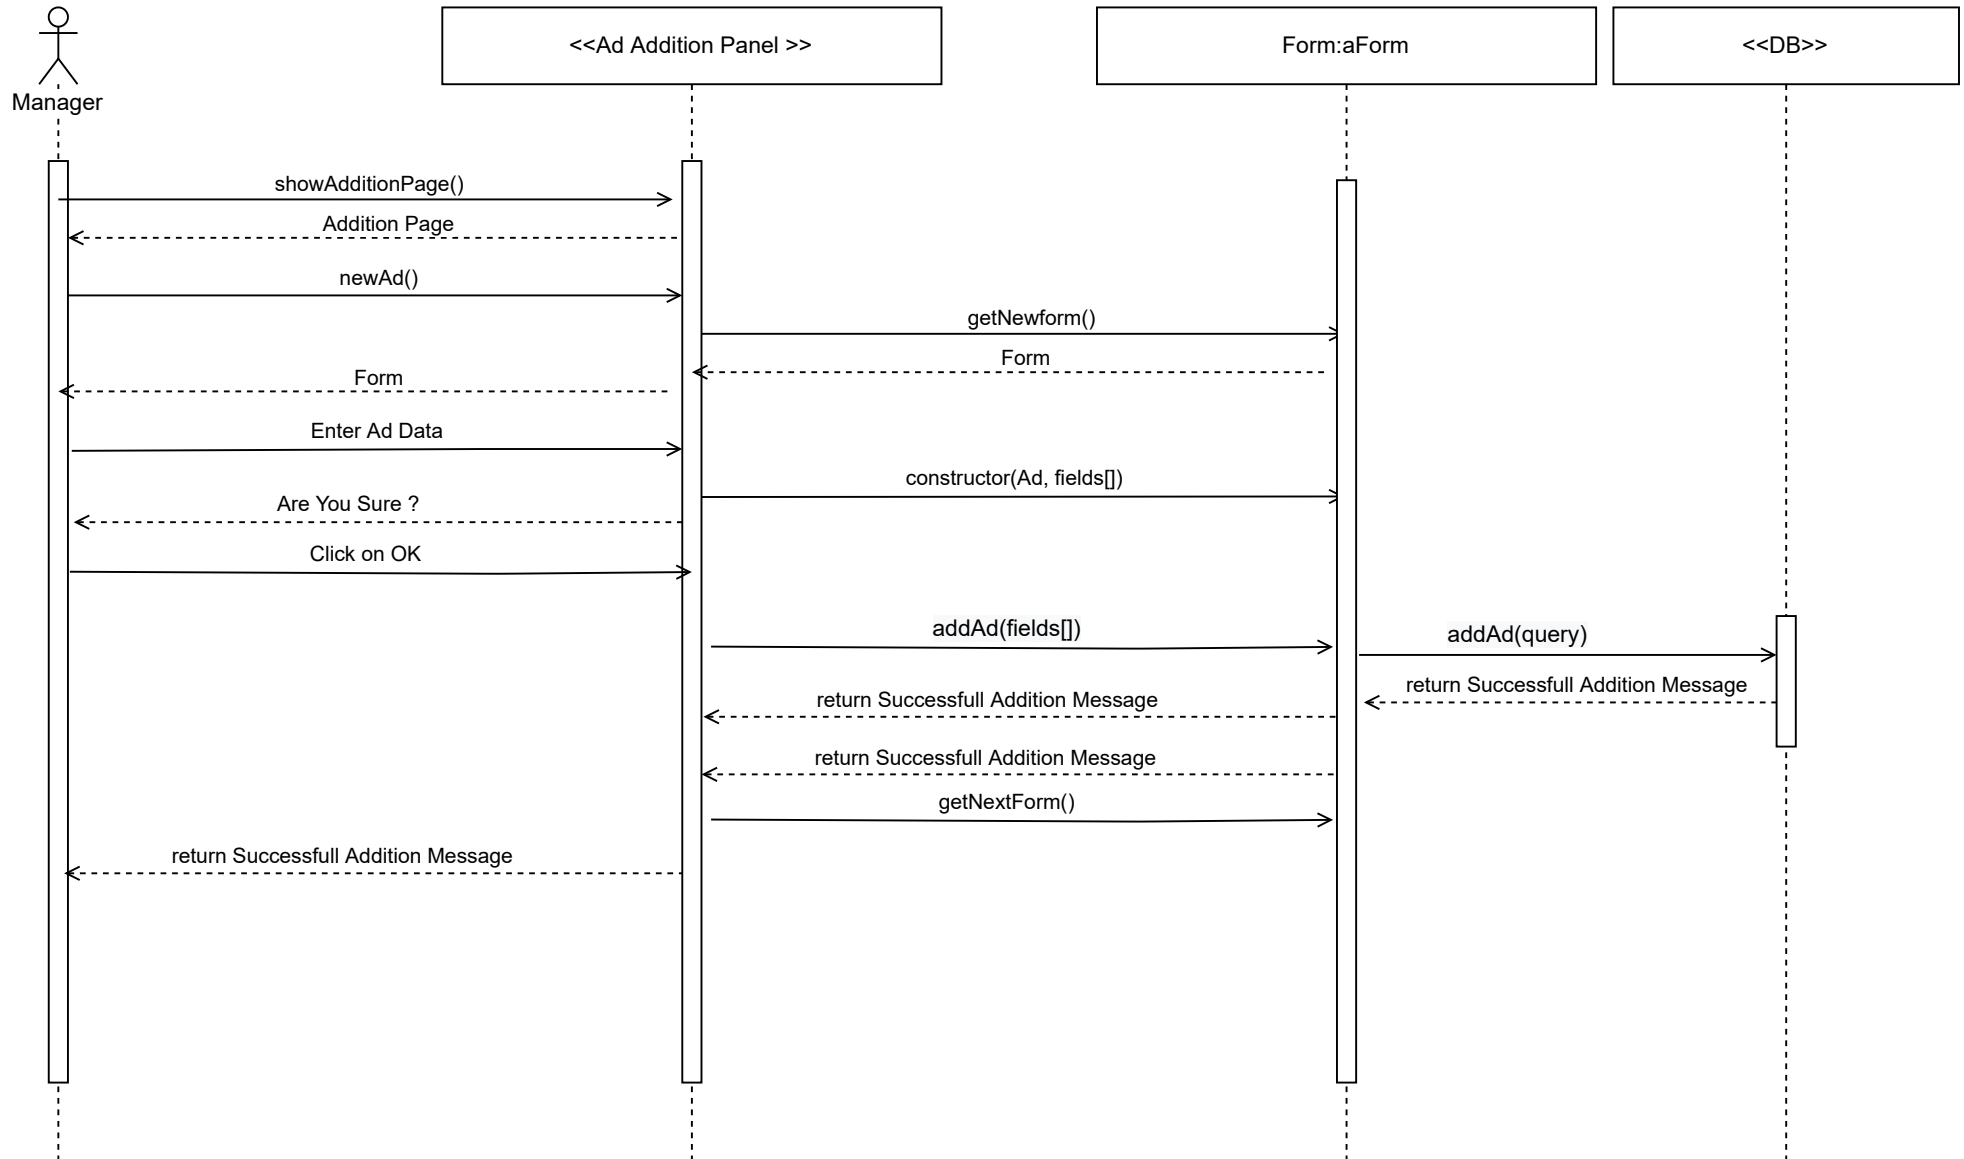 <<Ad Addition Panel >>
Form:aForm
<<DB>>
Manager
showAdditionPage()
Addition Page
newAd()
getNewform()
Form
Form
Enter Ad Data
constructor(Ad, fields[])
Are You Sure ?
Click on OK
addAd(fields[])
addAd(query)
return Successfull Addition Message
return Successfull Addition Message
return Successfull Addition Message
getNextForm()
return Successfull Addition Message